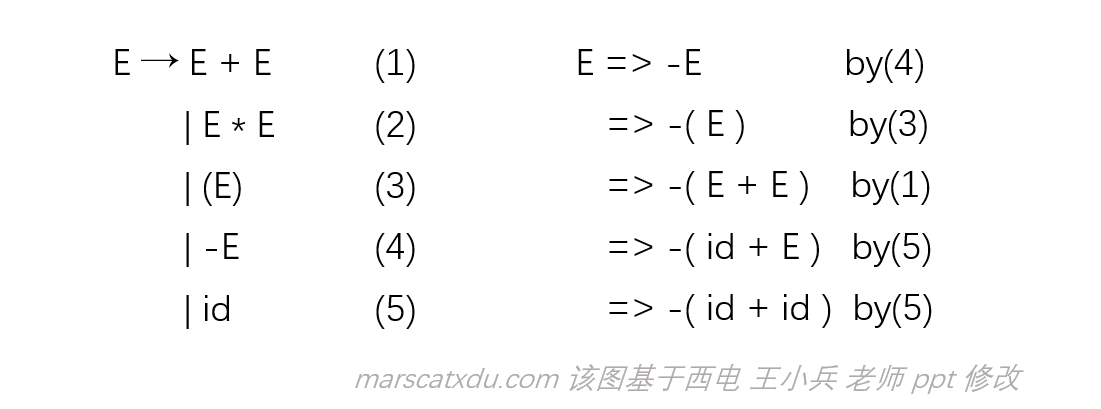 E → E + E (1) E => -E by(4)
| E * E (2) => -( E ) by(3)
| (E) (3) => -( E + E ) by(1)
| -E (4) => -( id + E ) by(5)
| id (5) => -( id + id ) by(5)
marscatxdu.com 该图基于西电 王小兵 老师 ppt 修改